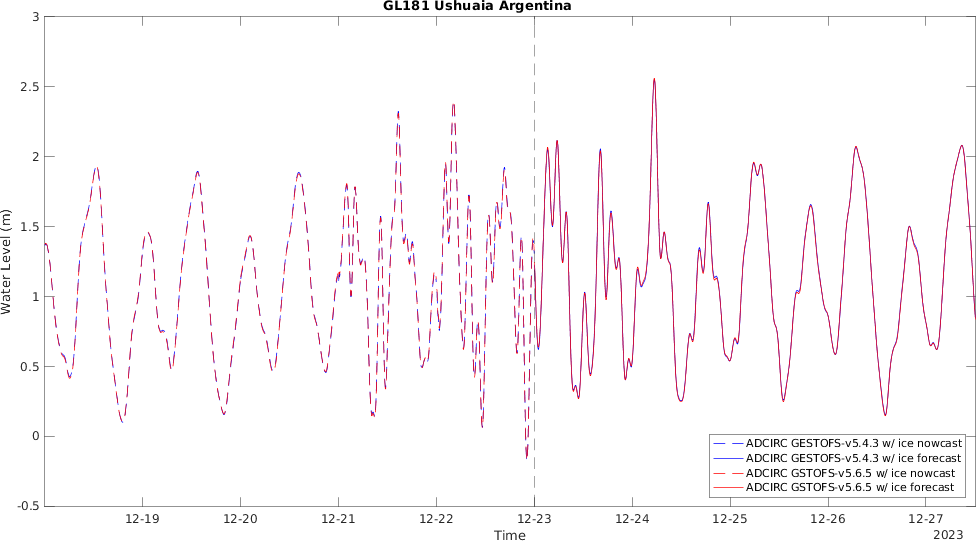 GL181 Ushuaia Argentina
3
2.5
2
1.5
1
0.5
0
-0.5
Water Level (m)
12-19
12-20
12-21
12-22
12-23
12-24
12-25
12-26
12-27
Time
2023
ADCIRC GESTOFS-v5.4.3 w/ ice nowcast
ADCIRC GESTOFS-v5.4.3 w/ ice forecast
ADCIRC GSTOFS-v5.6.5 w/ ice nowcast
ADCIRC GSTOFS-v5.6.5 w/ ice forecast